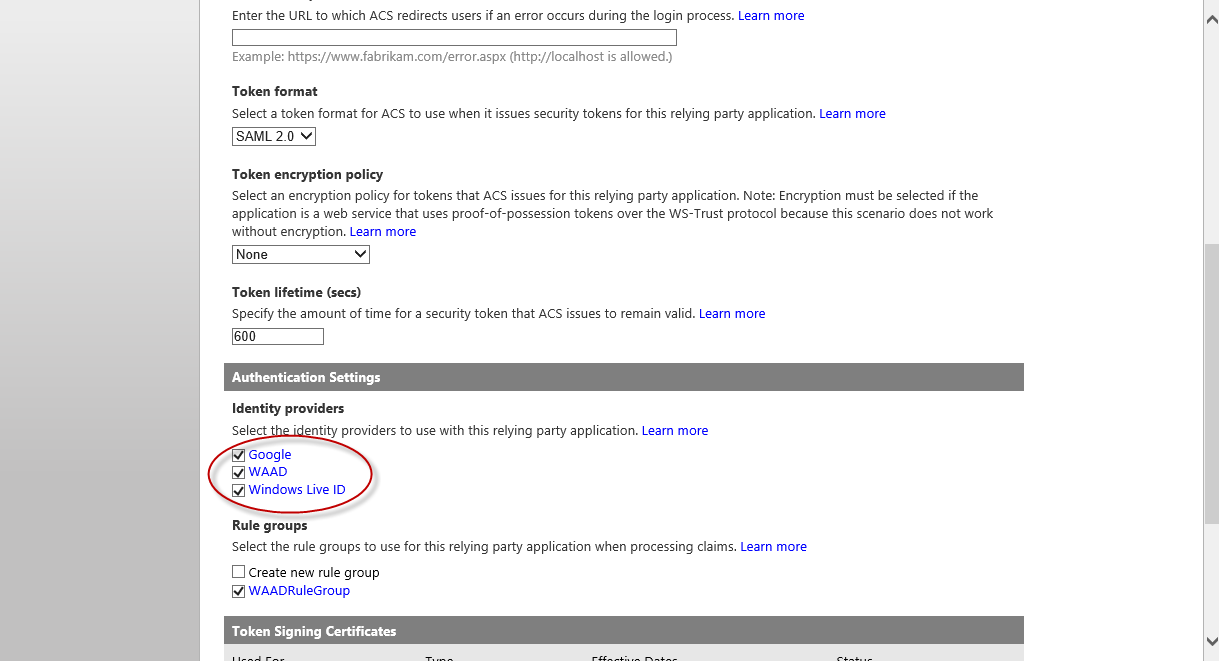 Enter the URL to which ACS redirects users if an error occurs during the login process. Learn more
Example: https://www.fabrikam.com/error.aspx (http://localhost is allowed.)
Token format
Select a token format for ACS to use when it issues security tokens for this relying party application. Learn more
SAML 2.0
Token encryption policy
Select an encryption policy for tokens that ACS issues for this relying party application. Note: Encryption must be selected if the
application is a web service that uses proof-of-possession tokens over the WS-Trust protocol because this scenario does not work
without encryption. Learn more
None
Token lifetime (secs)
Specify the amount of time for a security token that ACS issues to remain valid. Learn more
600
Authentication Settings
Identity providers
Select the identity providers to use with this relying party application. Learn more
Google
WAAD
Windows Live ID
Rule groups
Select the rule groups to use for this relying party application when processing claims. Learn more
Create new rule group
WAADRuleGroup
Token Signing Certificates
Used For Type Effective Dates Status